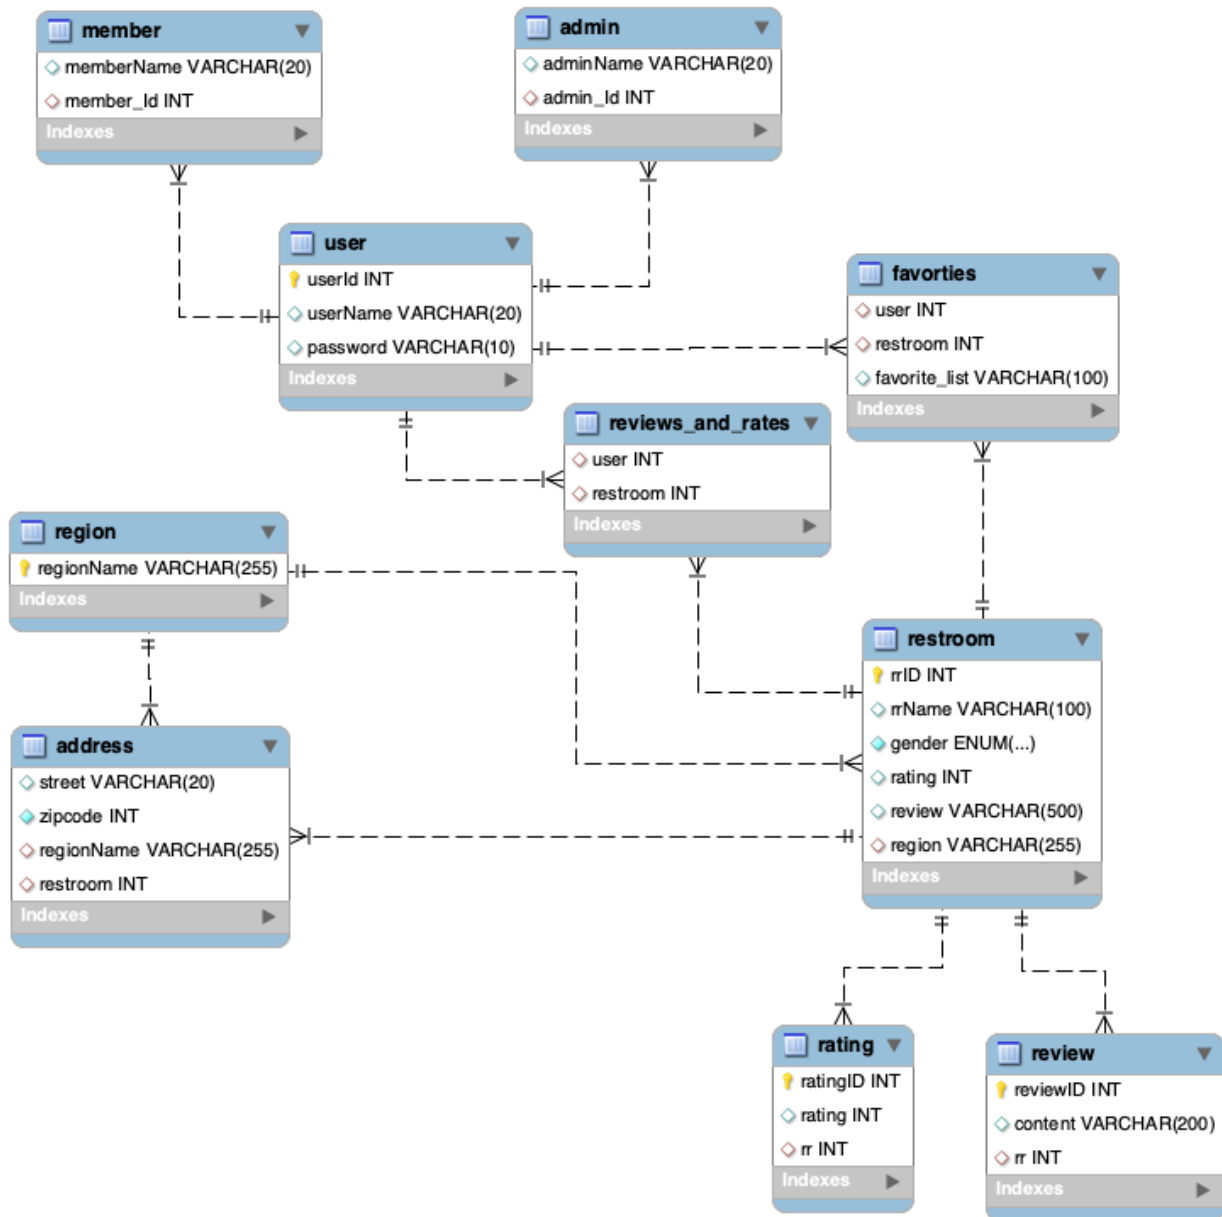 member
memberName VARCHAR(20)
member_Id INT
Indexes
admin
adminName VARCHAR(20)
admin_Id INT
Indexes
user
userId INT
userName VARCHAR(20)
password VARCHAR(10)
Indexes
favorties
user INT
restroom INT
favorite_list VARCHAR(100)
Indexes
reviews_and_rates
user INT
restroom INT
Indexes
region
regionName VARCHAR(255)
Indexes
restroom
rrID INT
rrName VARCHAR(100)
gender ENUM(...)
rating INT
review VARCHAR(500)
region VARCHAR(255)
Indexes
address
street VARCHAR(20)
zipcode INT
regionName VARCHAR(255)
restroom INT
Indexes
rating
ratingID INT
rating INT
rr INT
Indexes
review
reviewID INT
content VARCHAR(200)
rr INT
Indexes